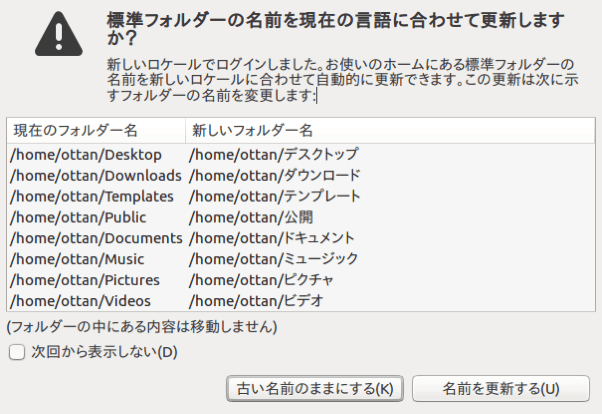 標準フォルダーの名前を現在の言語に合わせて更新します
か?
新しいロケールでログインしました。お使いのホームにある標準フォルダーの
名前を新しいロケールに合わせて自動的に更新できます。この更新は次に示
すフォルダーの名前を変更します:
現在のフォルダー名 新しいフォルダー名
/home/ottan/Desktop /home/ottan/デスクトップ
/home/ottan/Downloads /home/ottan/ダウンロード
/home/ottan/Templates /home/ottan/テンプレート
/home/ottan/Public /home/ottan/公開
/home/ottan/Documents /home/ottan/ドキュメント
/home/ottan/Music /home/ottan/ミュージック
/home/ottan/Pictures /home/ottan/ピクチャ
/home/ottan/Videos /home/ottan/ビデオ
(フォルダーの中にある内容は移動しません)
次回から表示しない(D)
古い名前のままにする(K) 名前を更新する(U)